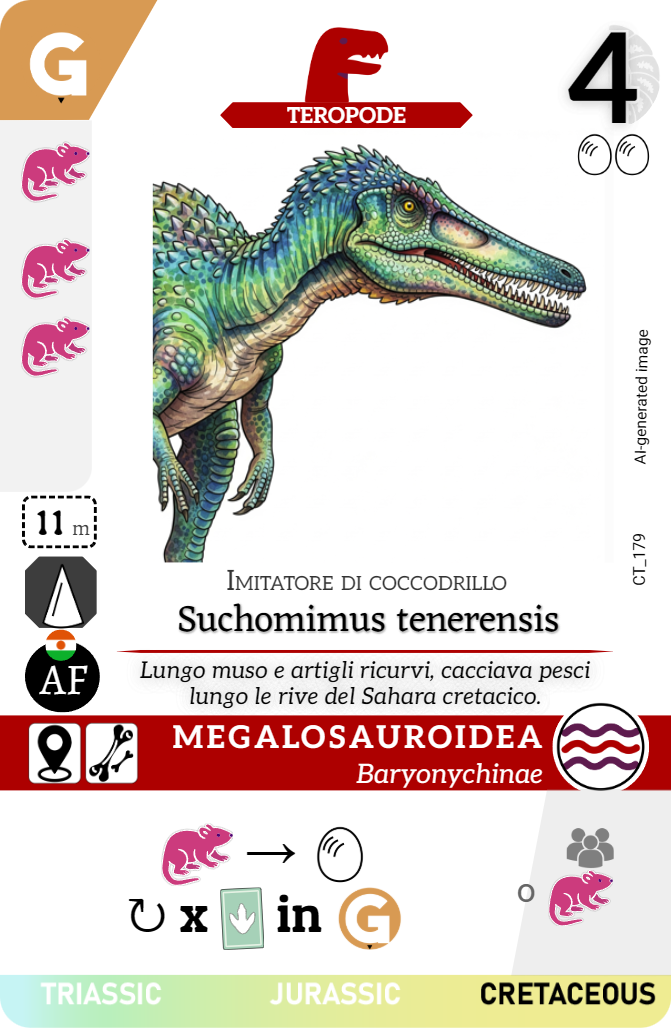 G
TEROPODE
4
AI-generated image
CT_179
11 m
AF
Imitatore di coccodrillo
Suchomimus tenerensis
Lungo muso e artigli ricurvi, cacciava pesci
lungo le rive del Sahara cretacico.
MEGALOSAUROIDEA
Baryonychinae
→
↻ x in G
o
TRIASSIC JURASSIC CRETACEOUS